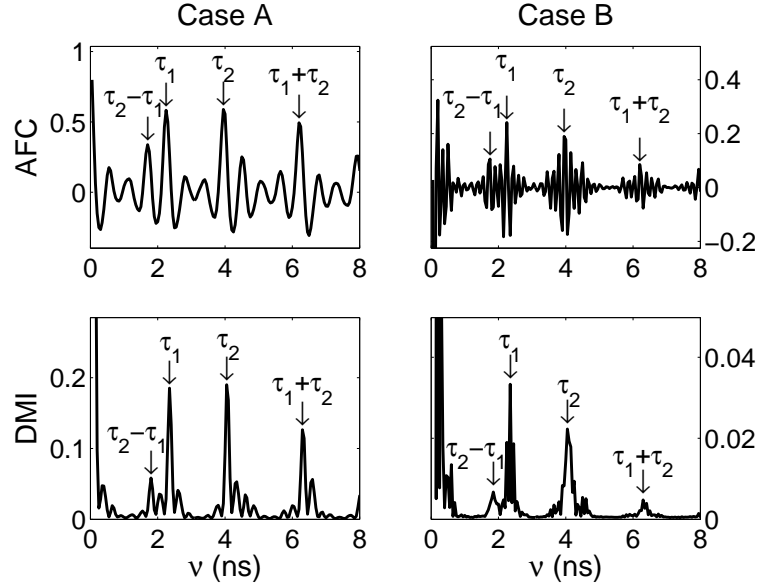 Case A
Case B
AFC
1
0.5
0
τ₂−τ₁
τ₁
τ₂
τ₁+τ₂
0 2 4 6 8
τ₂−τ₁
τ₁
τ₂
τ₁+τ₂
0.4
0.2
0
−0.2
0 2 4 6 8
DMI
0.2
0.1
0
τ₂−τ₁
τ₁
τ₂
τ₁+τ₂
0 2 4 6 8
ν (ns)
τ₂−τ₁
τ₁
τ₂
τ₁+τ₂
0.04
0.02
0
0 2 4 6 8
ν (ns)